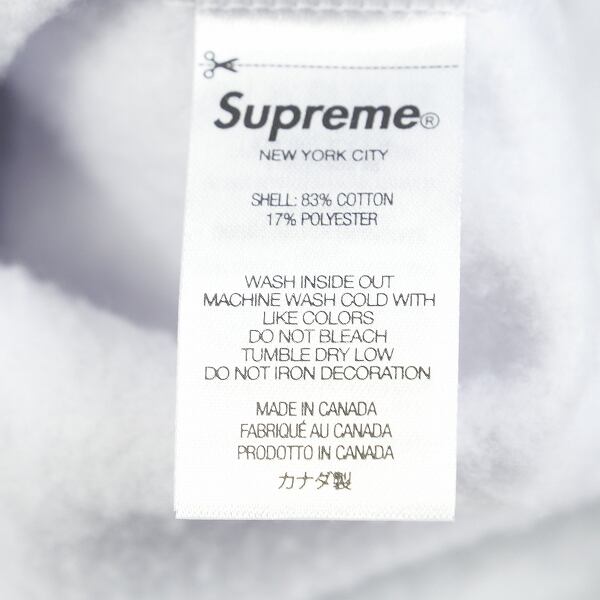 Supreme®
NEW YORK CITY
SHELL: 83% COTTON
17% POLYESTER
WASH INSIDE OUT
MACHINE WASH COLD WITH
LIKE COLORS
DO NOT BLEACH
TUMBLE DRY LOW
DO NOT IRON DECORATION
MADE IN CANADA
FABRIQUÉ AU CANADA
PRODOTTO IN CANADA
カナダ製